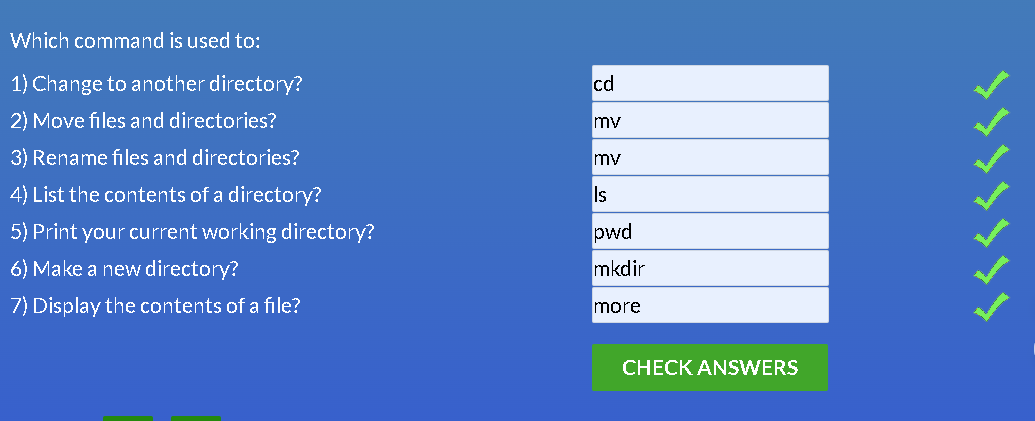 Which command is used to:
1) Change to another directory? cd
2) Move files and directories? mv
3) Rename files and directories? mv
4) List the contents of a directory? ls
5) Print your current working directory? pwd
6) Make a new directory? mkdir
7) Display the contents of a file? more
CHECK ANSWERS